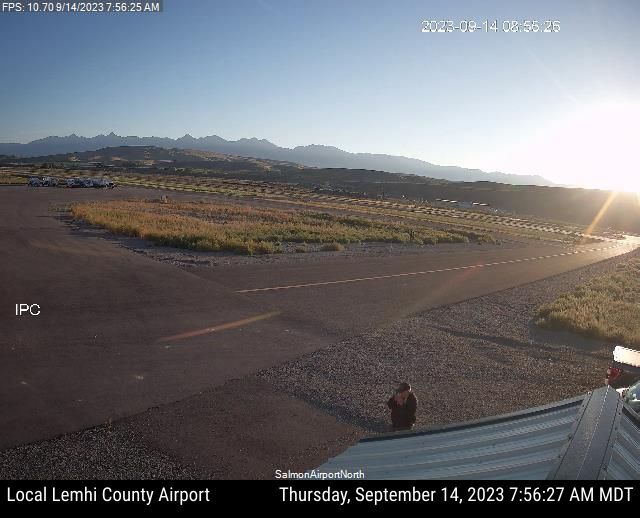 FPS: 10.70 9/14/2023 7:56:25 AM
2023-09-14 08:55:26
IPC
SalmonAirportNorth
Local Lemhi County Airport Thursday, September 14, 2023 7:56:27 AM MDT